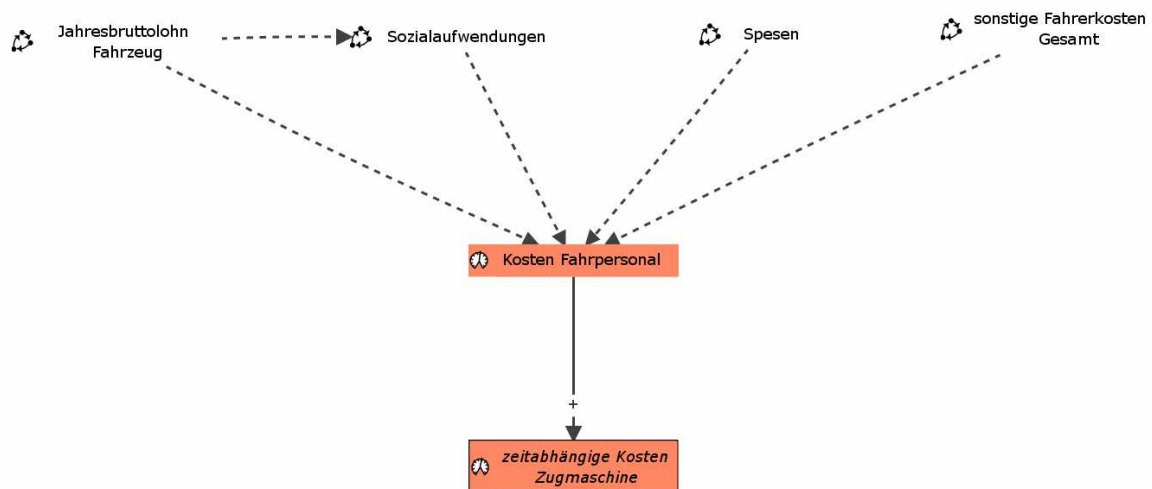 Jahresbruttolohn
Fahrzeug
Sozialaufwendungen
Spesen
sonstige Fahrerkosten
Gesamt
Kosten Fahrpersonal
+
zeitabhängige Kosten
Zugmaschine